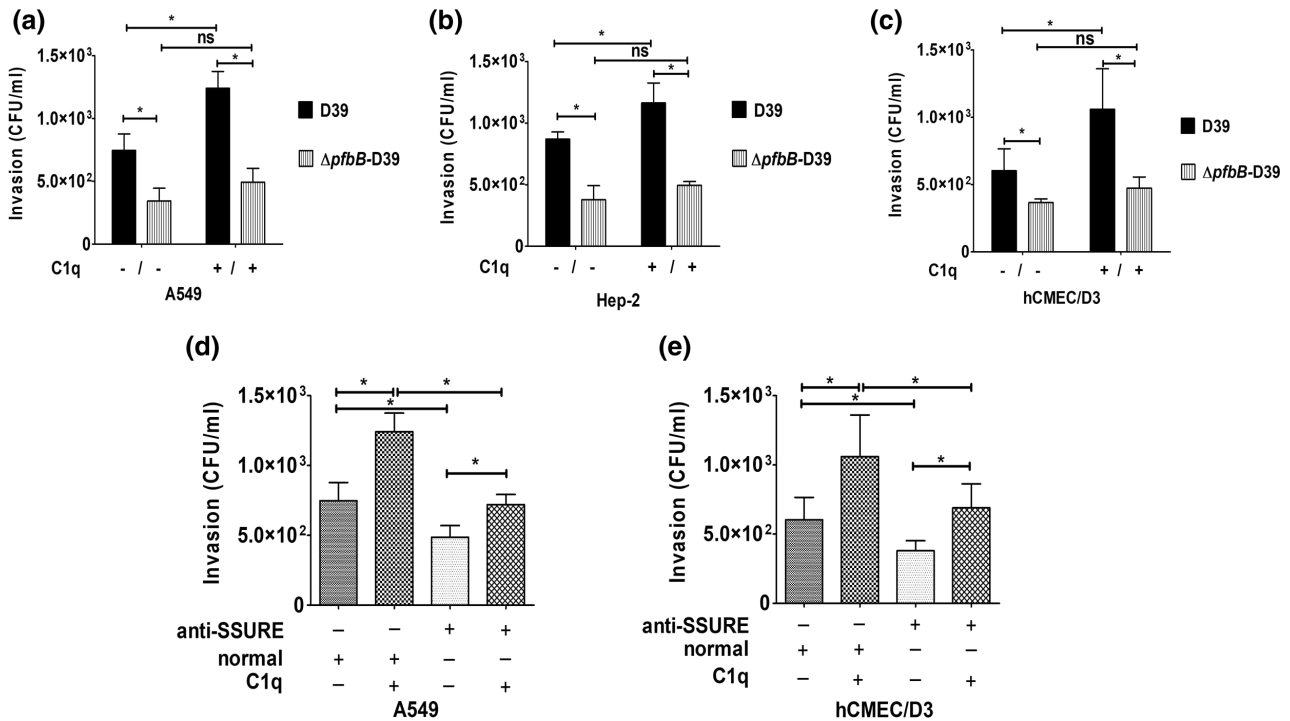 (a)
*
ns
*
*
1.5×10³
1.0×10³
5.0×10²
0
Invasion (CFU/ml)
D39
ΔpfbB-D39
C1q - / - + / +
A549
(b)
*
ns
*
*
1.5×10³
1.0×10³
5.0×10²
0
Invasion (CFU/ml)
D39
ΔpfbB-D39
C1q - / - + / +
Hep-2
(c)
*
ns
*
*
1.5×10³
1.0×10³
5.0×10²
0
Invasion (CFU/ml)
D39
ΔpfbB-D39
C1q - / - + / +
hCMEC/D3
(d)
* *
*
*
1.5×10³
1.0×10³
5.0×10²
0
Invasion (CFU/ml)
anti-SSURE – – + +
normal + + – –
C1q – + – +
A549
(e)
* *
*
*
1.5×10³
1.0×10³
5.0×10²
0
Invasion (CFU/ml)
anti-SSURE – – + +
normal + + – –
C1q – + – +
hCMEC/D3